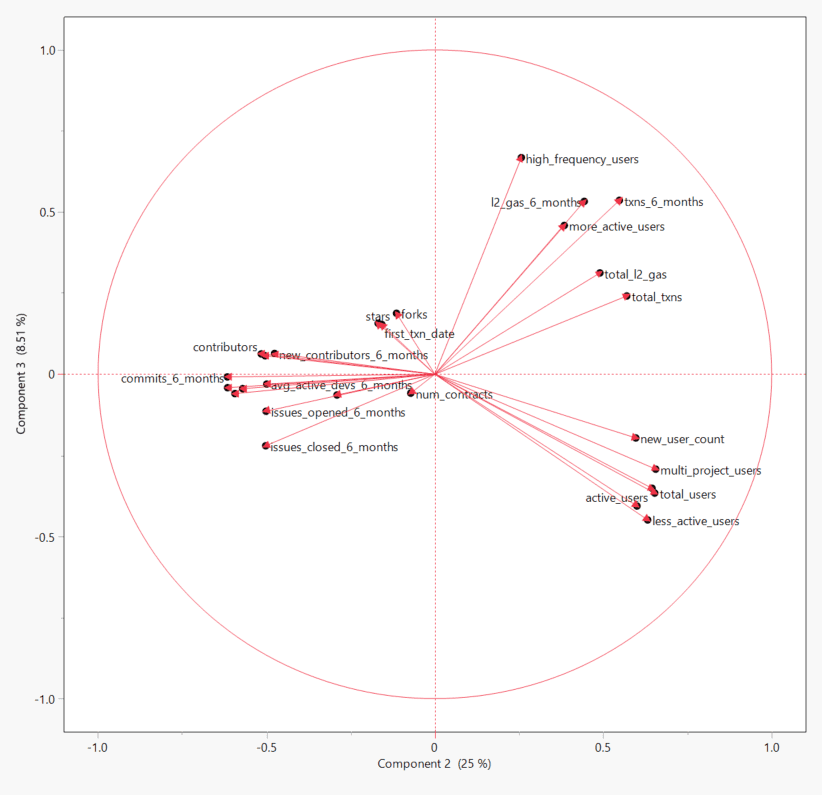 1.0
high_frequency_users
l2_gas_6_months
txns_6_months
0.5
more_active_users
total_l2_gas
total_txns
stars
forks
first_txn_date
contributors
new_contributors_6_months
Component 3 (8.51 %)
0
commits_6_months
avg_active_devs_6_months
num_contracts
issues_opened_6_months
new_user_count
issues_closed_6_months
multi_project_users
active_users
total_users
less_active_users
-0.5
-1.0
-1.0
-0.5
0
0.5
1.0
Component 2 (25 %)